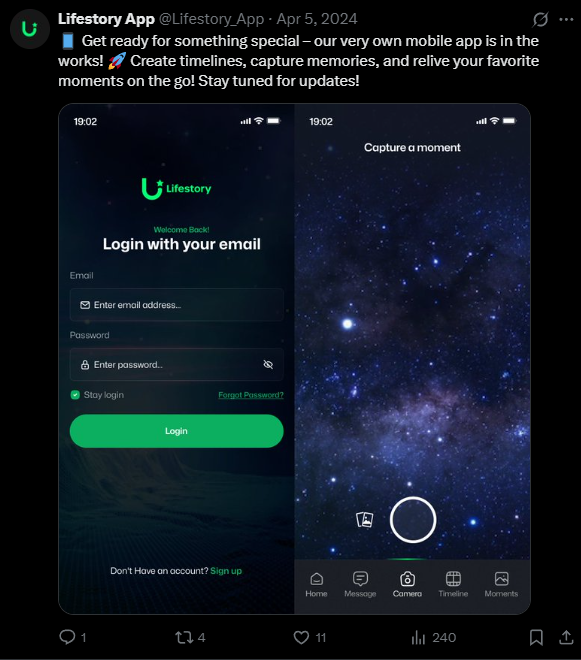 Lifestory App @Lifestory_App · Apr 5, 2024
📱 Get ready for something special – our very own mobile app is in the
works! 🚀 Create timelines, capture memories, and relive your favorite
moments on the go! Stay tuned for updates!
19:02
Lifestory
Welcome Back!
Login with your email
Email
Enter email address...
Password
Enter password..
Stay login
Forgot Password?
Login
Don't Have an account? Sign up
19:02
Capture a moment
Home
Message
Camera
Timeline
Moments
1
4
11
240